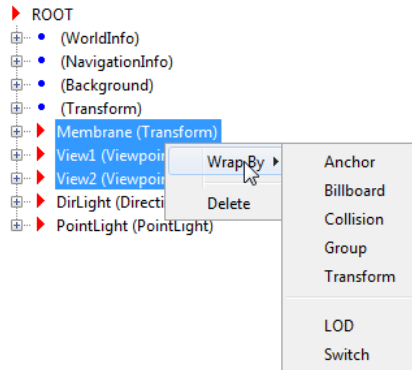 ROOT
(WorldInfo)
(NavigationInfo)
(Background)
(Transform)
Membrane (Transform)
View1 (Viewpoi
View2 (Viewpoi
DirLight (Directi
PointLight (PointLight)
Wrap By
Delete
Anchor
Billboard
Collision
Group
Transform
LOD
Switch